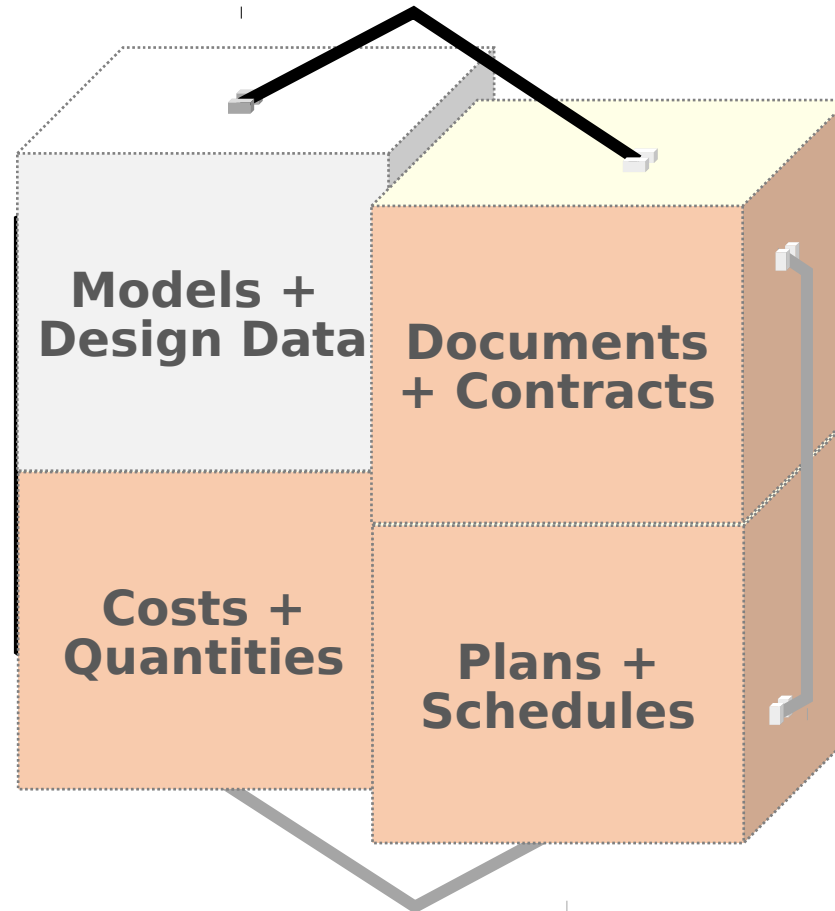 Models +
Design Data
Documents
+ Contracts
Costs +
Quantities
Plans +
Schedules